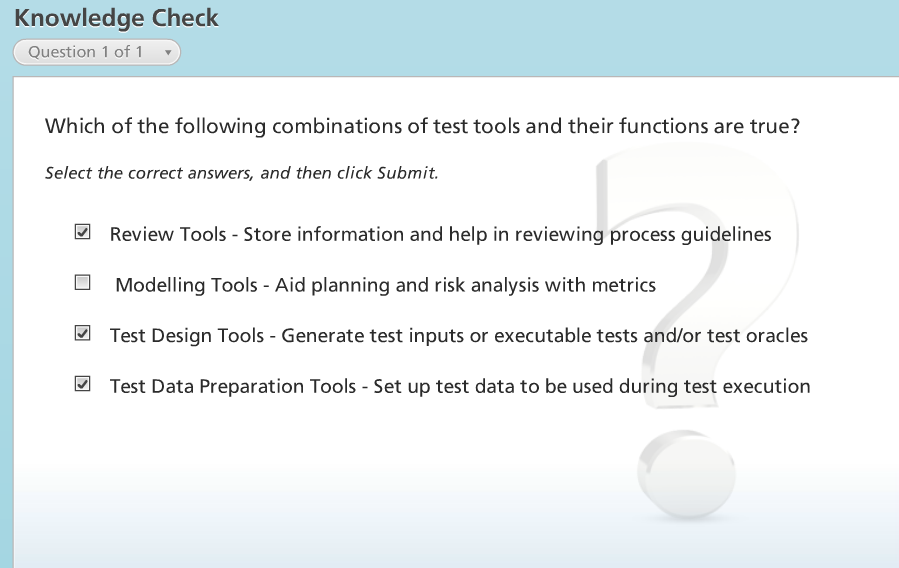 Knowledge Check
Question 1 of 1
Which of the following combinations of test tools and their functions are true?
Select the correct answers, and then click Submit.
Review Tools - Store information and help in reviewing process guidelines
Modelling Tools - Aid planning and risk analysis with metrics
Test Design Tools - Generate test inputs or executable tests and/or test oracles
Test Data Preparation Tools - Set up test data to be used during test execution